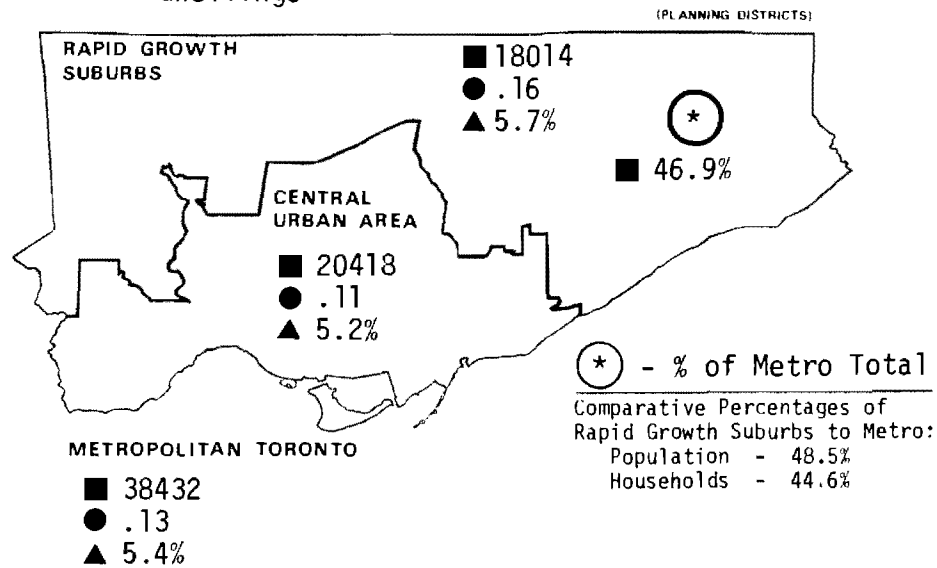 (PLANNING DISTRICTS)
RAPID GROWTH
SUBURBS
■ 18014
● .16
▲ 5.7%
*
■ 46.9%
CENTRAL
URBAN AREA
■ 20418
● .11
▲ 5.2%
* - % of Metro Total
Comparative Percentages of
Rapid Growth Suburbs to Metro:
Population - 48.5%
Households - 44.6%
METROPOLITAN TORONTO
■ 38432
● .13
▲ 5.4%